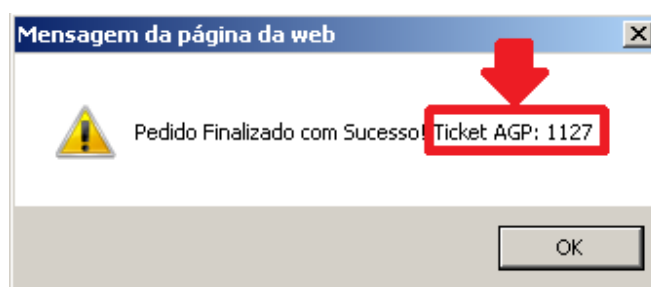 Mensagem da página da web
Pedido Finalizado com Sucesso! Ticket AGP: 1127
OK